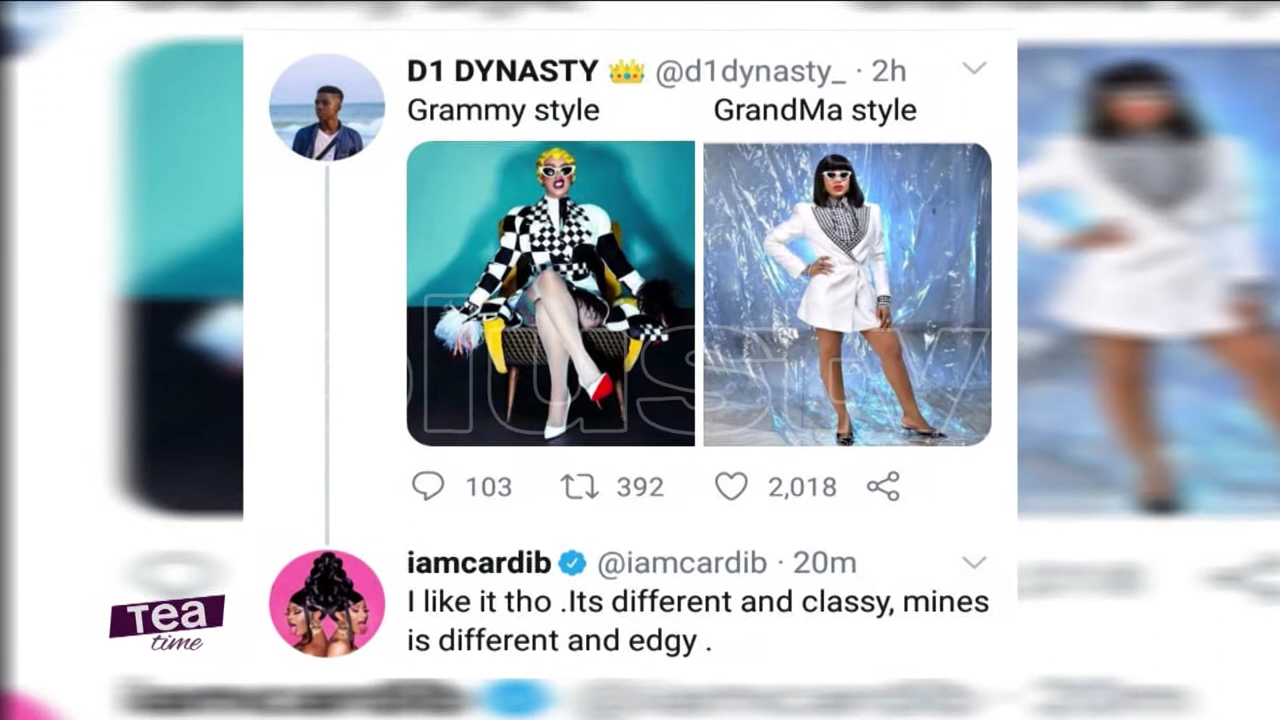 D1 DYNASTY 👑 @d1dynasty_ · 2h
Grammy style GrandMa style
103 392 2,018
iamcardib @iamcardib · 20m
I like it tho .Its different and classy, mines
is different and edgy .
Tea
time
iamcardib